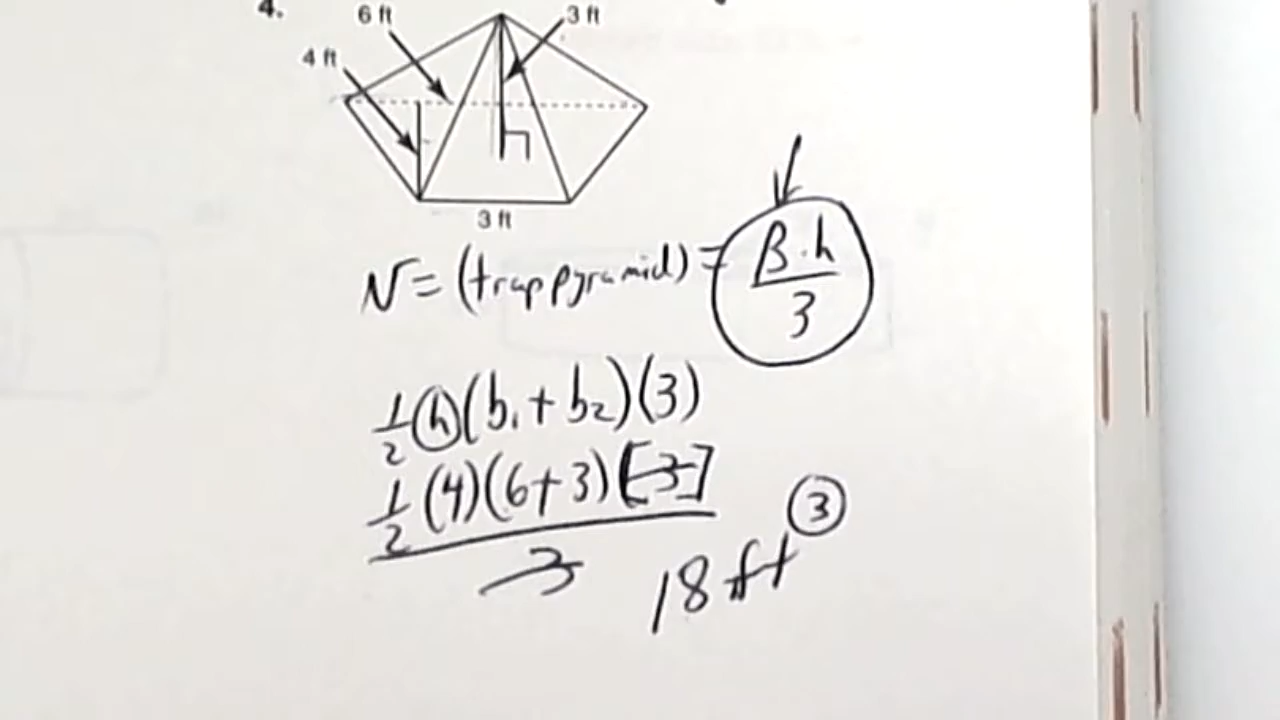 4.
6 ft
3 ft
4 ft
3 ft
V = (trap pyramid) = B·h/3
1/2 h (b₁ + b₂)(3)
1/2 (4)(6+3)[3]
3
18 ft ³